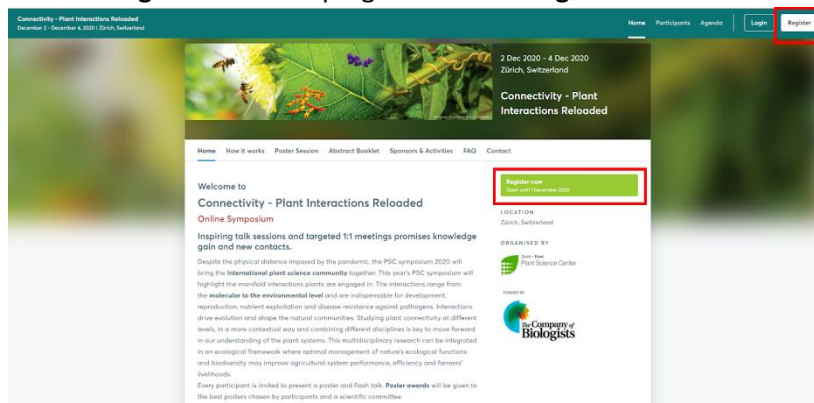 Connectivity - Plant Interactions Reloaded
December 2 - December 4, 2020 | Zürich, Switzerland
Home Participants Agenda Login Register
2 Dec 2020 - 4 Dec 2020
Zürich, Switzerland
Connectivity - Plant
Interactions Reloaded
Home How it works Poster Session Abstract Booklet Sponsors & Activities FAQ Contact
Welcome to
Connectivity - Plant Interactions Reloaded
Online Symposium
Inspiring talk sessions and targeted 1:1 meetings promises knowledge
gain and new contacts.
Despite the physical distance imposed by the pandemic, the PSC symposium 2020 will
bring the international plant science community together. This year's PSC symposium will
highlight the manifold interactions plants are engaged in. The interactions range from
the molecular to the environmental level and are indispensable for development,
reproduction, nutrient exploitation and disease resistance against pathogens. Interactions
drive evolution and shape the natural communities. Studying plant connectivity at different
levels, in a more contextual way and combining different disciplines is key to move forward
in our understanding of the plant systems. This multidisciplinary research can be integrated
in an ecological framework where optimal management of nature's ecological functions
and biodiversity may improve agricultural system performance, efficiency and farmers'
livelihoods.
Every participant is invited to present a poster and flash talk. Poster awards will be given to
the best posters chosen by participants and a scientific committee.
Register now
Open until 1 December 2020
LOCATION
Zürich, Switzerland
ORGANISED BY
Zurich - Basel
Plant Science Center
FUNDED BY
The Company of
Biologists